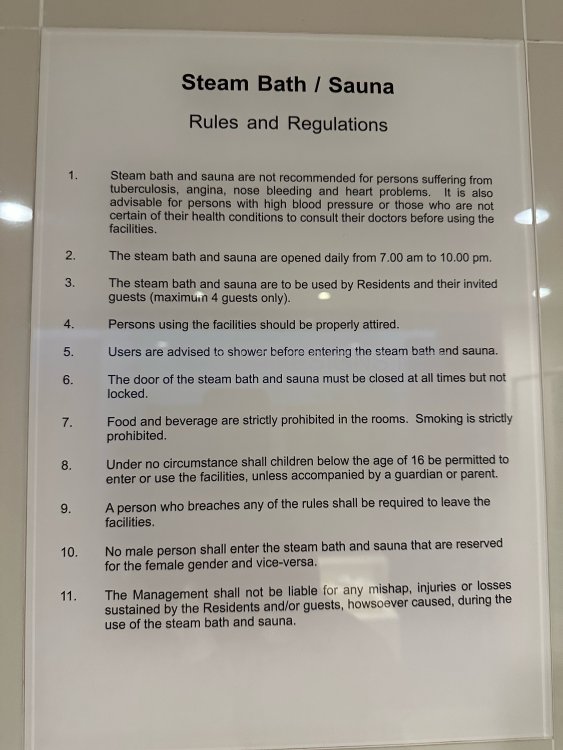 Steam Bath / Sauna
Rules and Regulations
1. Steam bath and sauna are not recommended for persons suffering from
tuberculosis, angina, nose bleeding and heart problems. It is also
advisable for persons with high blood pressure or those who are not
certain of their health conditions to consult their doctors before using the
facilities.
2. The steam bath and sauna are opened daily from 7.00 am to 10.00 pm.
3. The steam bath and sauna are to be used by Residents and their invited
guests (maximum 4 guests only).
4. Persons using the facilities should be properly attired.
5. Users are advised to shower before entering the steam bath and sauna.
6. The door of the steam bath and sauna must be closed at all times but not
locked.
7. Food and beverage are strictly prohibited in the rooms. Smoking is strictly
prohibited.
8. Under no circumstance shall children below the age of 16 be permitted to
enter or use the facilities, unless accompanied by a guardian or parent.
9. A person who breaches any of the rules shall be required to leave the
facilities.
10. No male person shall enter the steam bath and sauna that are reserved
for the female gender and vice-versa.
11. The Management shall not be liable for any mishap, injuries or losses
sustained by the Residents and/or guests, howsoever caused, during the
use of the steam bath and sauna.